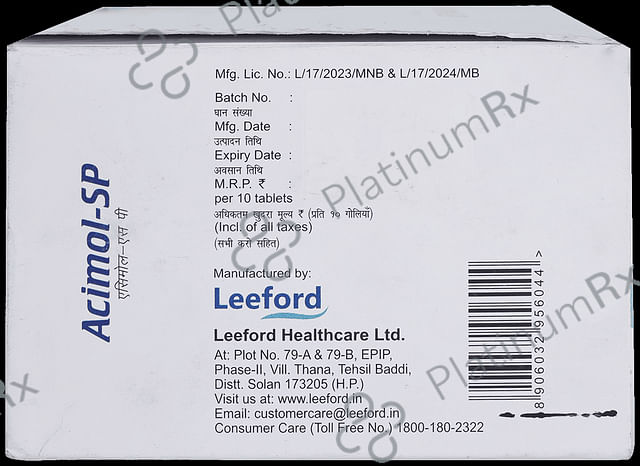 Mfg. Lic. No.: L/17/2023/MNB & L/17/2024/MB
Batch No. :
घान संख्या
Mfg. Date :
उत्पादन तिथि
Expiry Date :
अवसान तिथि
M.R.P. ₹ :
per 10 tablets
अधिकतम खुदरा मूल्य ₹ (प्रति १० गोलियाँ)
(Incl. of all taxes)
(सभी करों सहित)
Acimol-SP
एसिमोल-एस पी
Manufactured by:
Leeford
Leeford Healthcare Ltd.
At: Plot No. 79-A & 79-B, EPIP,
Phase-II, Vill. Thana, Tehsil Baddi,
Distt. Solan 173205 (H.P.)
Visit us at: www.leeford.in
Email: customercare@leeford.in
Consumer Care (Toll Free No.) 1800-180-2322
8 906032 956044 >
PlatinumRx
PlatinumRx
PlatinumRx